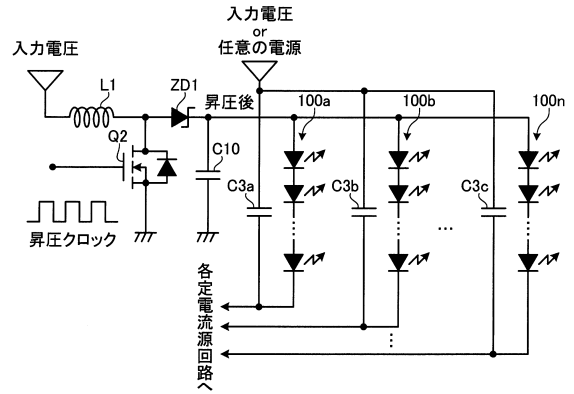 入力電圧
or
任意の電源
入力電圧
L1
ZD1
昇圧後
100a
100b
100n
Q2
C10
C3a
C3b
C3c
昇圧クロック
各定電流源回路へ